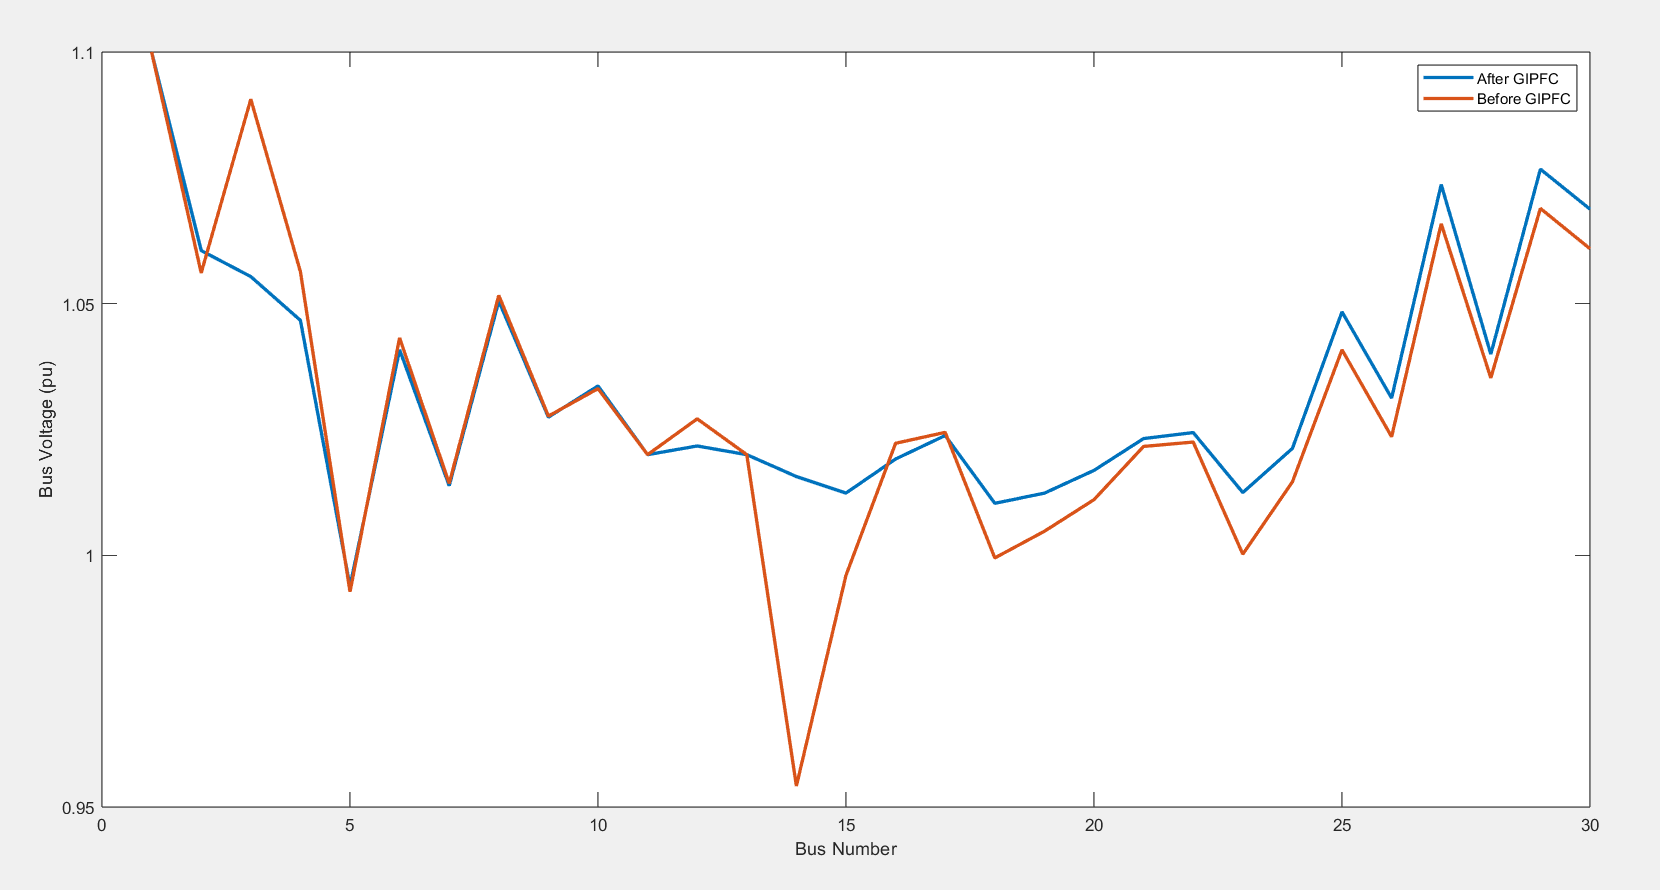 1.1
After GIPFC
Before GIPFC
1.05
Bus Voltage (pu)
1
0.95
0 5 10 15 20 25 30
Bus Number